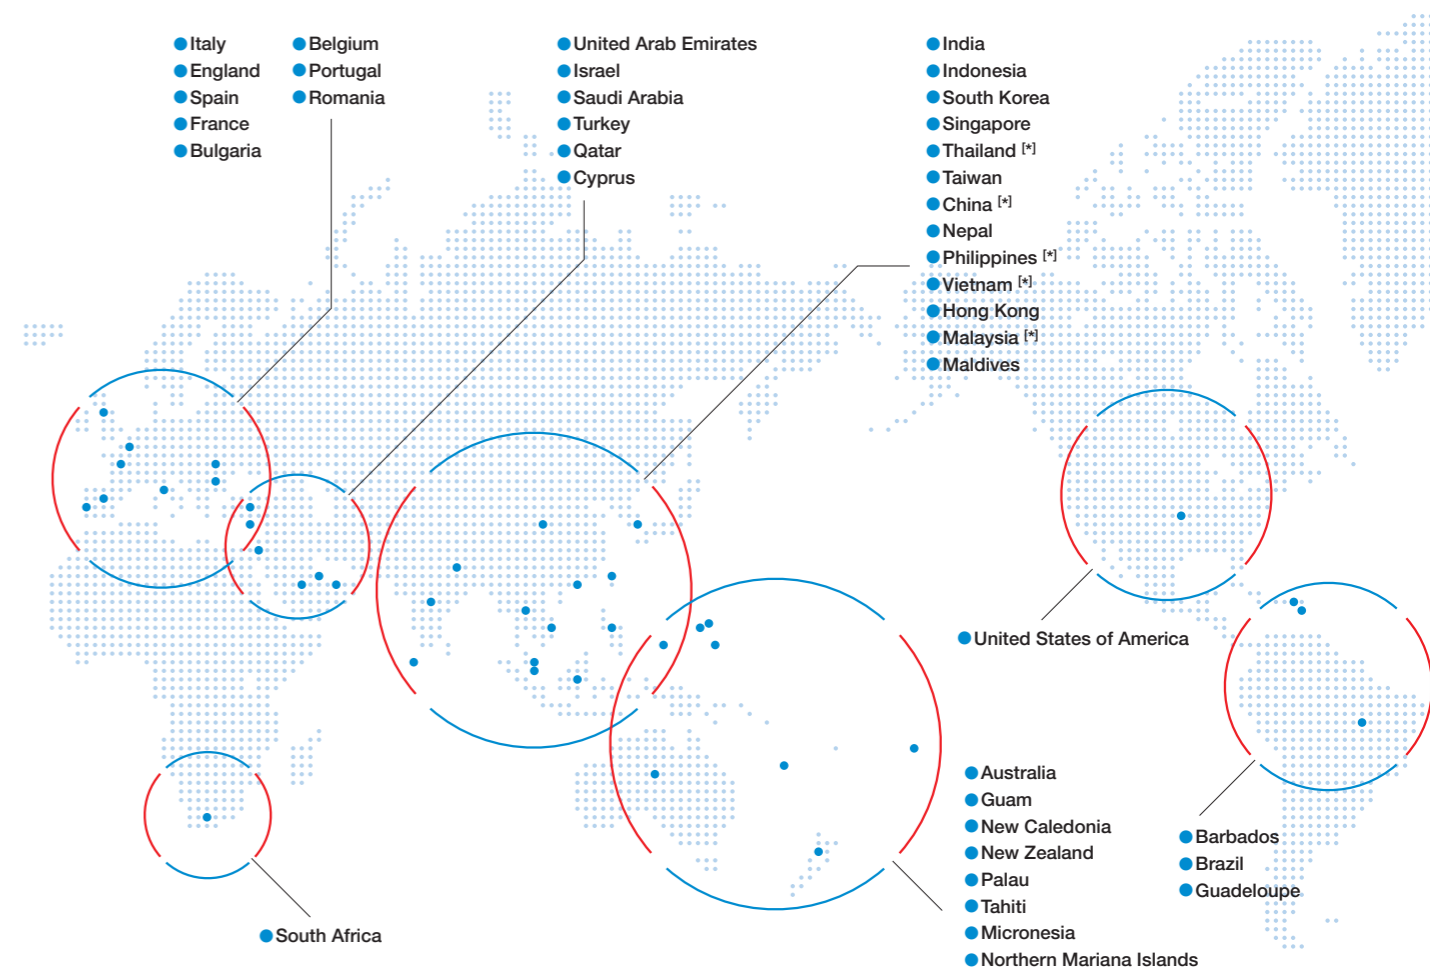 Italy
England
Spain
France
Bulgaria
Belgium
Portugal
Romania
United Arab Emirates
Israel
Saudi Arabia
Turkey
Qatar
Cyprus
India
Indonesia
South Korea
Singapore
Thailand [*]
Taiwan
China [*]
Nepal
Philippines [*]
Vietnam [*]
Hong Kong
Malaysia [*]
Maldives
United States of America
Australia
Guam
New Caledonia
New Zealand
Palau
Tahiti
Micronesia
Northern Mariana Islands
Barbados
Brazil
Guadeloupe
South Africa